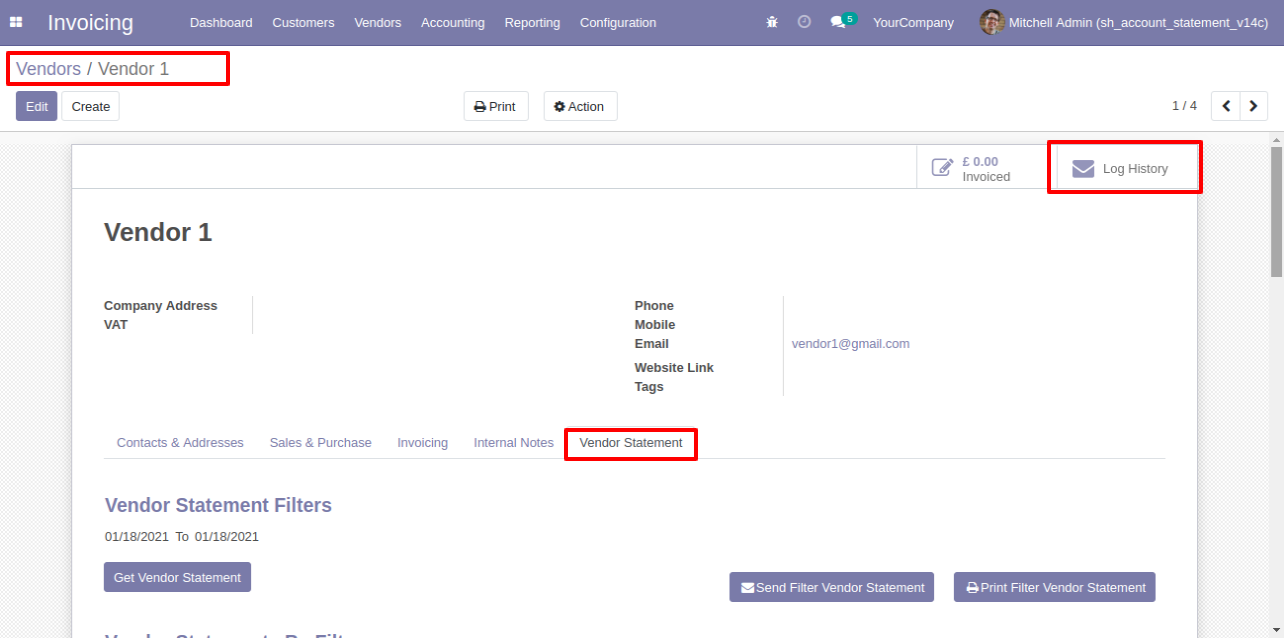 Invoicing Dashboard Customers Vendors Accounting Reporting Configuration 5 YourCompany Mitchell Admin (sh_account_statement_v14c)
Vendors / Vendor 1
Edit Create Print Action 1 / 4
£ 0.00
Invoiced
Log History
Vendor 1
Company Address
VAT
Phone
Mobile
Email vendor1@gmail.com
Website Link
Tags
Contacts & Addresses Sales & Purchase Invoicing Internal Notes Vendor Statement
Vendor Statement Filters
01/18/2021 To 01/18/2021
Get Vendor Statement
Send Filter Vendor Statement Print Filter Vendor Statement